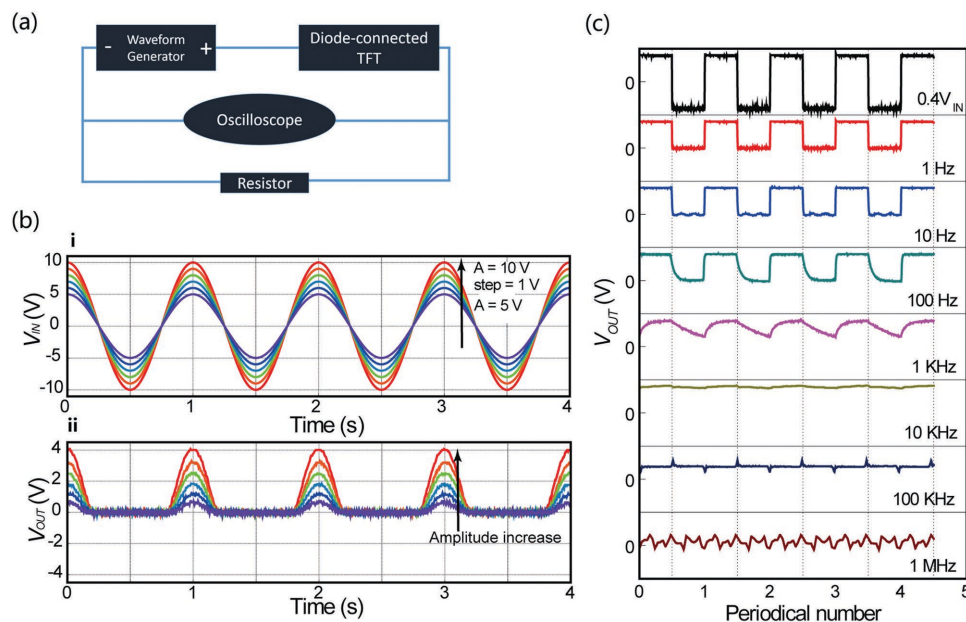 (a)
- Waveform Generator +
Diode-connected
TFT
Oscilloscope
Resistor
(b)
i
V_IN (V)
10
5
0
-5
-10
A = 10 V
step = 1 V
A = 5 V
0 1 2 3 4
Time (s)
ii
V_OUT (V)
4
2
0
-2
-4
Amplitude increase
0 1 2 3 4
Time (s)
(c)
V_OUT (V)
0
0.4V_IN
0
1 Hz
0
10 Hz
0
100 Hz
0
1 KHz
0
10 KHz
0
100 KHz
0
1 MHz
0 1 2 3 4 5
Periodical number